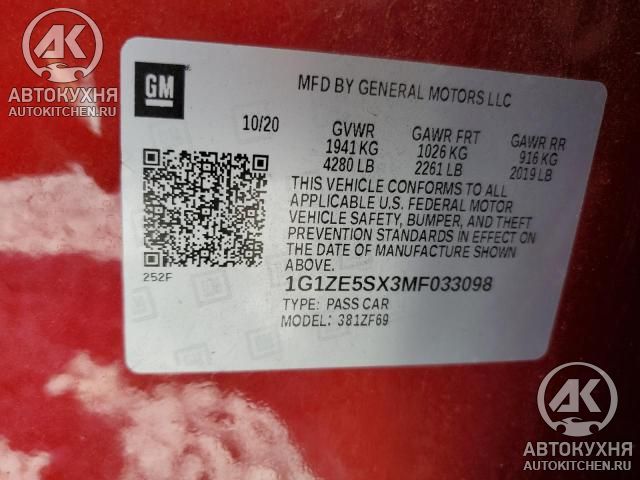 АК
АВТОКУХНЯ
AUTOKITCHEN.RU
GM
MFD BY GENERAL MOTORS LLC
10/20 GVWR GAWR FRT GAWR RR
1941 KG 1026 KG 916 KG
4280 LB 2261 LB 2019 LB
THIS VEHICLE CONFORMS TO ALL
APPLICABLE U.S. FEDERAL MOTOR
VEHICLE SAFETY, BUMPER, AND THEFT
PREVENTION STANDARDS IN EFFECT ON
THE DATE OF MANUFACTURE SHOWN
ABOVE.
252F
1G1ZE5SX3MF033098
TYPE: PASS CAR
MODEL: 381ZF69
АК
АВТОКУХНЯ
AUTOKITCHEN.RU